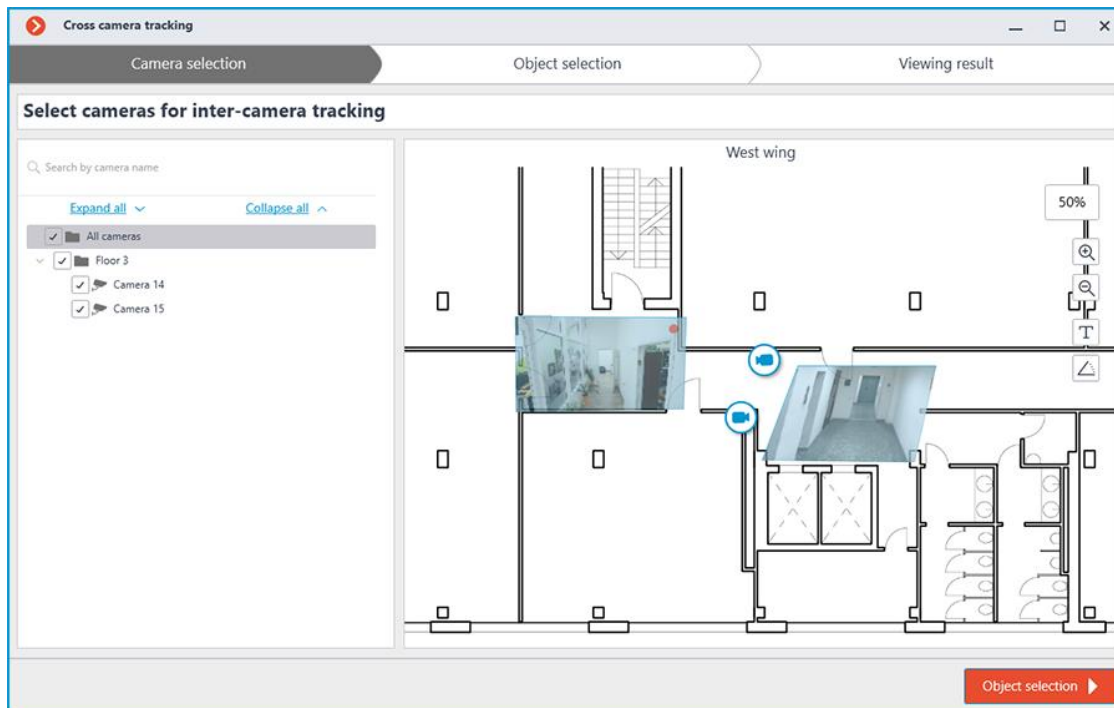 Cross camera tracking
Camera selection
Object selection
Viewing result
Select cameras for inter-camera tracking
Search by camera name
Expand all
Collapse all
All cameras
Floor 3
Camera 14
Camera 15
West wing
50%
T
Object selection